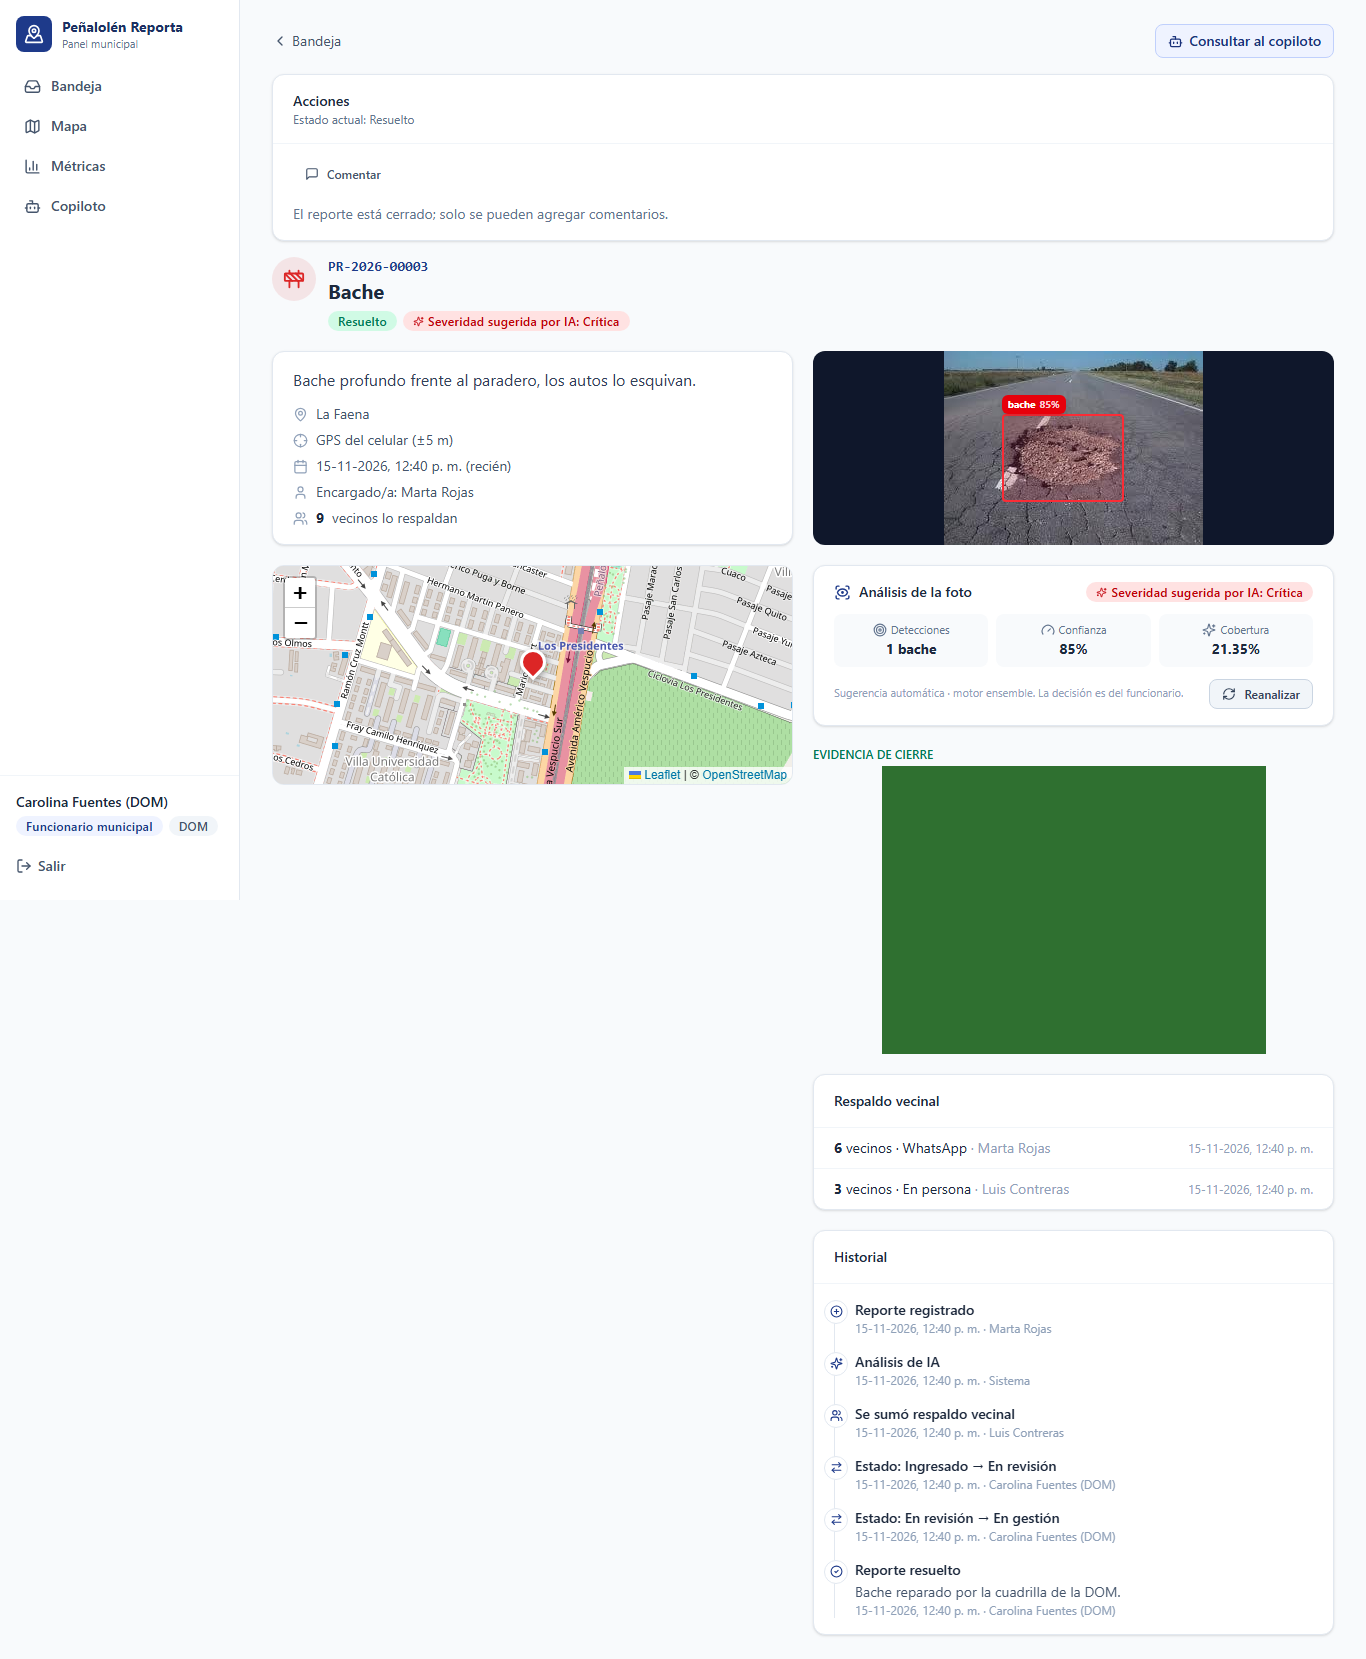 Peñalolén Reporta
Panel municipal
Bandeja
Mapa
Métricas
Copiloto
Carolina Fuentes (DOM)
Funcionario municipal
DOM
Salir
Bandeja
Consultar al copiloto
Acciones
Estado actual: Resuelto
Comentar
El reporte está cerrado; solo se pueden agregar comentarios.
PR-2026-00003
Bache
Resuelto
Severidad sugerida por IA: Crítica
Bache profundo frente al paradero, los autos lo esquivan.
La Faena
GPS del celular (±5 m)
15-11-2026, 12:40 p. m. (recién)
Encargado/a: Marta Rojas
9 vecinos lo respaldan
bache 85%
+
−
Hermano Martín Panero
Cuaco
Pasaje Quito
Pasaje Azteca
Pasaje San Carlos
Los Presidentes
Ramón Cruz Montt
Ciclovía Los Presidentes
Fray Camilo Henríquez
Villa Universidad
Católica
Avenida Américo Vespucio
Leaflet | © OpenStreetMap
Análisis de la foto
Severidad sugerida por IA: Crítica
Detecciones
1 bache
Confianza
85%
Cobertura
21.35%
Sugerencia automática · motor ensemble. La decisión es del funcionario.
Reanalizar
EVIDENCIA DE CIERRE
Respaldo vecinal
6 vecinos · WhatsApp · Marta Rojas
15-11-2026, 12:40 p. m.
3 vecinos · En persona · Luis Contreras
15-11-2026, 12:40 p. m.
Historial
Reporte registrado
15-11-2026, 12:40 p. m. · Marta Rojas
Análisis de IA
15-11-2026, 12:40 p. m. · Sistema
Se sumó respaldo vecinal
15-11-2026, 12:40 p. m. · Luis Contreras
Estado: Ingresado → En revisión
15-11-2026, 12:40 p. m. · Carolina Fuentes (DOM)
Estado: En revisión → En gestión
15-11-2026, 12:40 p. m. · Carolina Fuentes (DOM)
Reporte resuelto
Bache reparado por la cuadrilla de la DOM.
15-11-2026, 12:40 p. m. · Carolina Fuentes (DOM)